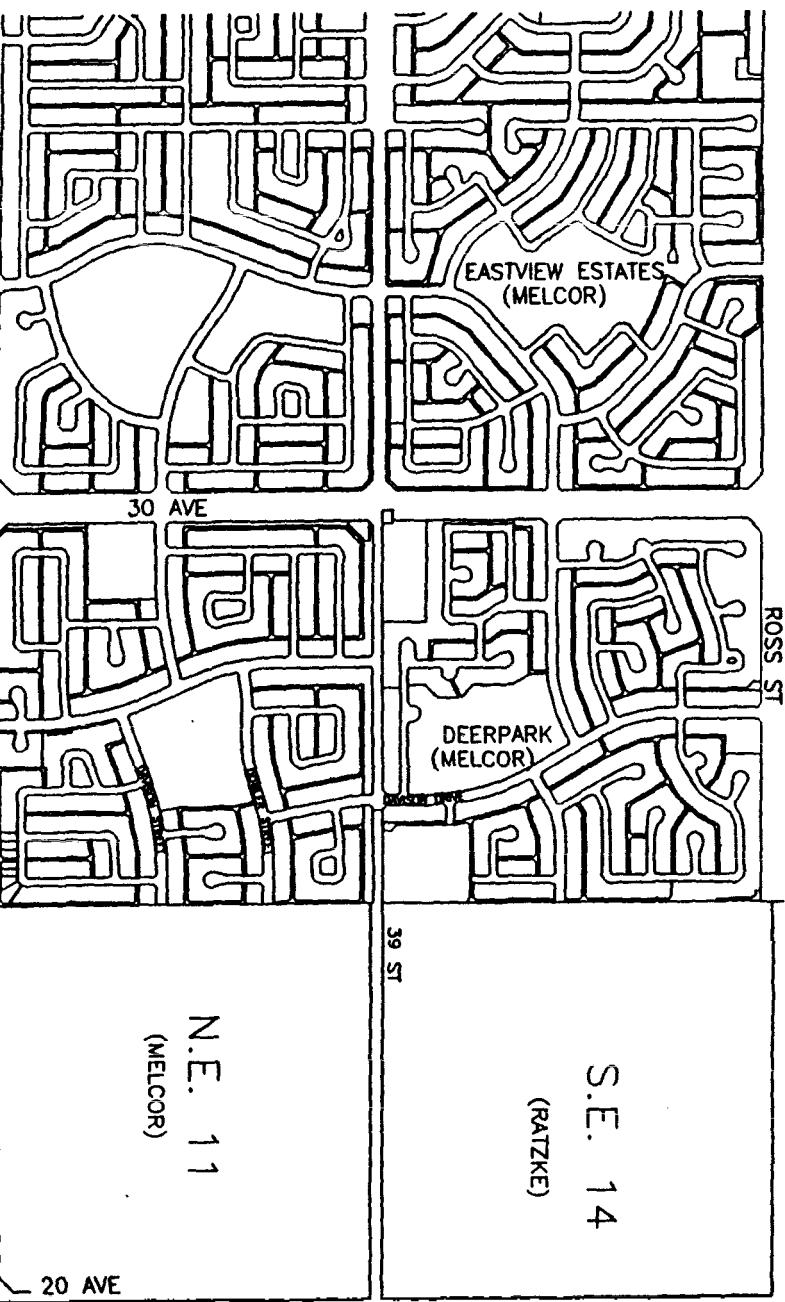 EASTVIEW ESTATES
(MELCOR)
30 AVE
ROSS ST
DEERPARK
(MELCOR)
39 ST
N.E. 11
(MELCOR)
S.E. 14
(RATZKE)
20 AVE